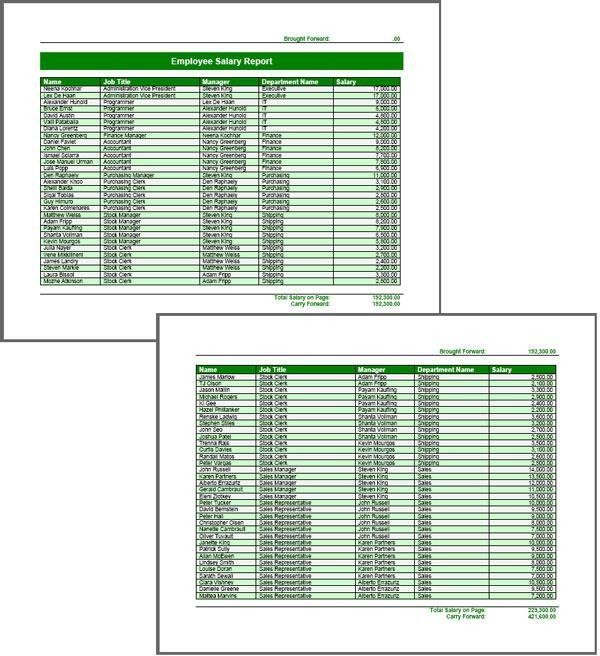 Brought Forward: .00
Employee Salary Report
Name Job Title Manager Department Name Salary
Neena Kochhar Administration Vice President Steven King Executive 17,000.00
Lex De Haan Administration Vice President Steven King Executive 17,000.00
Alexander Hunold Programmer Lex De Haan IT 9,000.00
Bruce Ernst Programmer Alexander Hunold IT 6,000.00
David Austin Programmer Alexander Hunold IT 4,800.00
Valli Pataballa Programmer Alexander Hunold IT 4,800.00
Diana Lorentz Programmer Alexander Hunold IT 4,200.00
Nancy Greenberg Finance Manager Neena Kochhar Finance 12,000.00
Daniel Faviet Accountant Nancy Greenberg Finance 9,000.00
John Chen Accountant Nancy Greenberg Finance 8,200.00
Ismael Sciarra Accountant Nancy Greenberg Finance 7,700.00
Jose Manuel Urman Accountant Nancy Greenberg Finance 7,800.00
Luis Popp Accountant Nancy Greenberg Finance 6,900.00
Den Raphaely Purchasing Manager Steven King Purchasing 11,000.00
Alexander Khoo Purchasing Clerk Den Raphaely Purchasing 3,100.00
Shelli Baida Purchasing Clerk Den Raphaely Purchasing 2,900.00
Sigal Tobias Purchasing Clerk Den Raphaely Purchasing 2,800.00
Guy Himuro Purchasing Clerk Den Raphaely Purchasing 2,600.00
Karen Colmenares Purchasing Clerk Den Raphaely Purchasing 2,500.00
Matthew Weiss Stock Manager Steven King Shipping 8,000.00
Adam Fripp Stock Manager Steven King Shipping 8,200.00
Payam Kaufling Stock Manager Steven King Shipping 7,900.00
Shanta Vollman Stock Manager Steven King Shipping 6,500.00
Kevin Mourgos Stock Manager Steven King Shipping 5,800.00
Julia Nayer Stock Clerk Matthew Weiss Shipping 3,200.00
Irene Mikkilineni Stock Clerk Matthew Weiss Shipping 2,700.00
James Landry Stock Clerk Matthew Weiss Shipping 2,400.00
Steven Markle Stock Clerk Matthew Weiss Shipping 2,200.00
Laura Bissot Stock Clerk Adam Fripp Shipping 3,300.00
Mozhe Atkinson Stock Clerk Adam Fripp Shipping 2,800.00
Total Salary on Page: 192,300.00
Carry Forward: 192,300.00
Brought Forward: 192,300.00
Name Job Title Manager Department Name Salary
James Marlow Stock Clerk Adam Fripp Shipping 2,500.00
TJ Olson Stock Clerk Adam Fripp Shipping 2,100.00
Jason Mallin Stock Clerk Payam Kaufling Shipping 3,300.00
Michael Rogers Stock Clerk Payam Kaufling Shipping 2,900.00
Ki Gee Stock Clerk Payam Kaufling Shipping 2,400.00
Hazel Philtanker Stock Clerk Payam Kaufling Shipping 2,200.00
Renske Ladwig Stock Clerk Shanta Vollman Shipping 3,600.00
Stephen Stiles Stock Clerk Shanta Vollman Shipping 3,200.00
John Seo Stock Clerk Shanta Vollman Shipping 2,700.00
Joshua Patel Stock Clerk Shanta Vollman Shipping 2,500.00
Trenna Rajs Stock Clerk Kevin Mourgos Shipping 3,500.00
Curtis Davies Stock Clerk Kevin Mourgos Shipping 3,100.00
Randall Matos Stock Clerk Kevin Mourgos Shipping 2,600.00
Peter Vargas Stock Clerk Kevin Mourgos Shipping 2,500.00
John Russell Sales Manager Steven King Sales 14,000.00
Karen Partners Sales Manager Steven King Sales 13,500.00
Alberto Errazuriz Sales Manager Steven King Sales 12,000.00
Gerald Cambrault Sales Manager Steven King Sales 11,000.00
Eleni Zlotkey Sales Manager Steven King Sales 10,500.00
Peter Tucker Sales Representative John Russell Sales 10,000.00
David Bernstein Sales Representative John Russell Sales 9,500.00
Peter Hall Sales Representative John Russell Sales 9,000.00
Christopher Olsen Sales Representative John Russell Sales 8,000.00
Nanette Cambrault Sales Representative John Russell Sales 7,500.00
Oliver Tuvault Sales Representative John Russell Sales 7,000.00
Janette King Sales Representative Karen Partners Sales 10,000.00
Patrick Sully Sales Representative Karen Partners Sales 9,500.00
Allan McEwen Sales Representative Karen Partners Sales 9,000.00
Lindsey Smith Sales Representative Karen Partners Sales 8,000.00
Louise Doran Sales Representative Karen Partners Sales 7,500.00
Sarath Sewall Sales Representative Karen Partners Sales 7,000.00
Clara Vishney Sales Representative Alberto Errazuriz Sales 10,500.00
Danielle Greene Sales Representative Alberto Errazuriz Sales 9,500.00
Mattea Marvins Sales Representative Alberto Errazuriz Sales 7,200.00
Total Salary on Page: 229,300.00
Carry Forward: 421,600.00